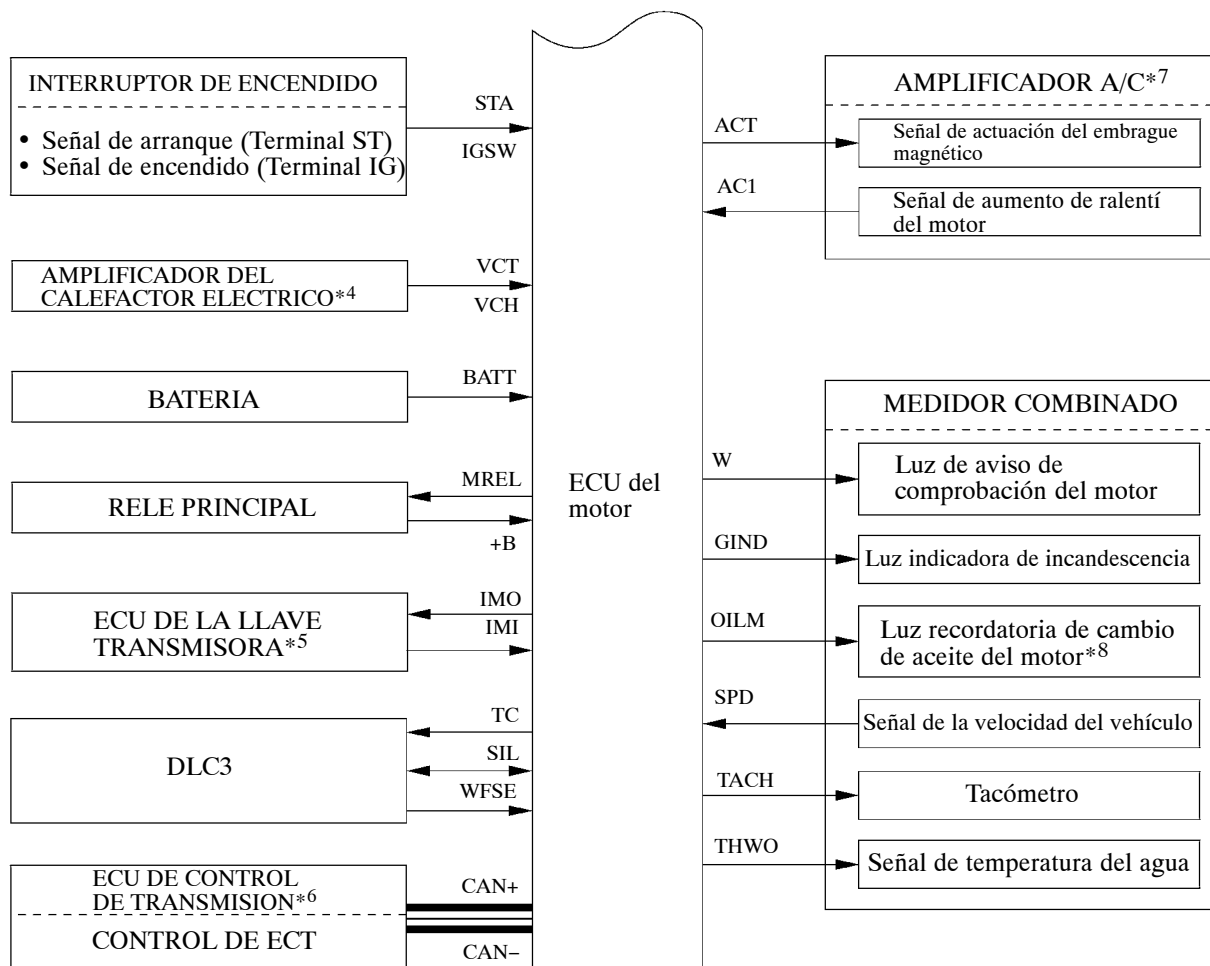 INTERRUPTOR DE ENCENDIDO
• Señal de arranque (Terminal ST)
• Señal de encendido (Terminal IG)
STA
IGSW
AMPLIFICADOR DEL
CALEFACTOR ELECTRICO*4
VCT
VCH
BATERIA
BATT
RELE PRINCIPAL
MREL
+B
ECU DE LA LLAVE
TRANSMISORA*5
IMO
IMI
DLC3
TC
SIL
WFSE
ECU DE CONTROL
DE TRANSMISION*6
CONTROL DE ECT
CAN+
CAN−
ECU del
motor
AMPLIFICADOR A/C*7
ACT
Señal de actuación del embrague
magnético
AC1
Señal de aumento de ralentí
del motor
MEDIDOR COMBINADO
W
Luz de aviso de
comprobación del motor
GIND
Luz indicadora de incandescencia
OILM
Luz recordatoria de cambio
de aceite del motor*8
SPD
Señal de la velocidad del vehículo
TACH
Tacómetro
THWO
Señal de temperatura del agua